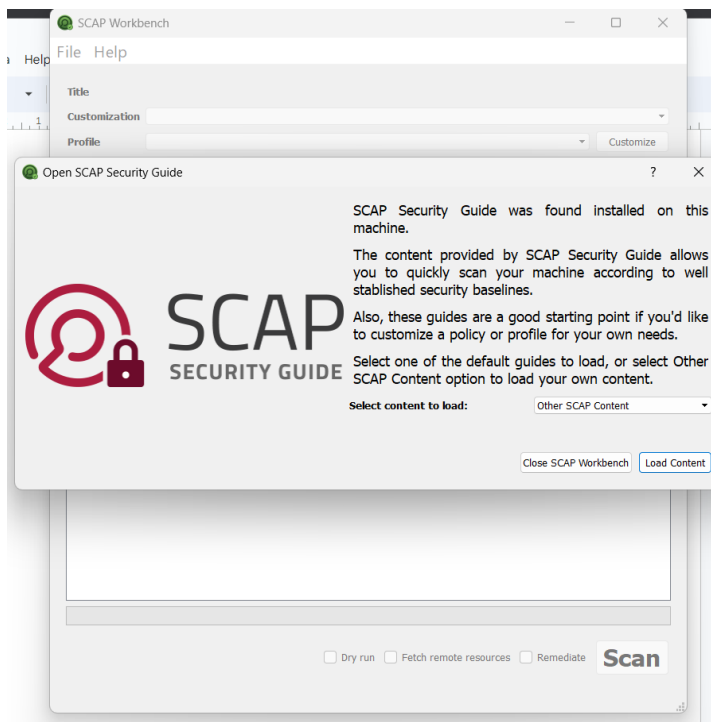 SCAP Workbench
Help
File Help
1
Title
Customization
Profile
Customize
Open SCAP Security Guide
?
SCAP
SECURITY GUIDE
SCAP Security Guide was found installed on this
machine.
The content provided by SCAP Security Guide allows
you to quickly scan your machine according to well
stablished security baselines.
Also, these guides are a good starting point if you'd like
to customize a policy or profile for your own needs.
Select one of the default guides to load, or select Other
SCAP Content option to load your own content.
Select content to load:
Other SCAP Content
Close SCAP Workbench
Load Content
Dry run
Fetch remote resources
Remediate
Scan